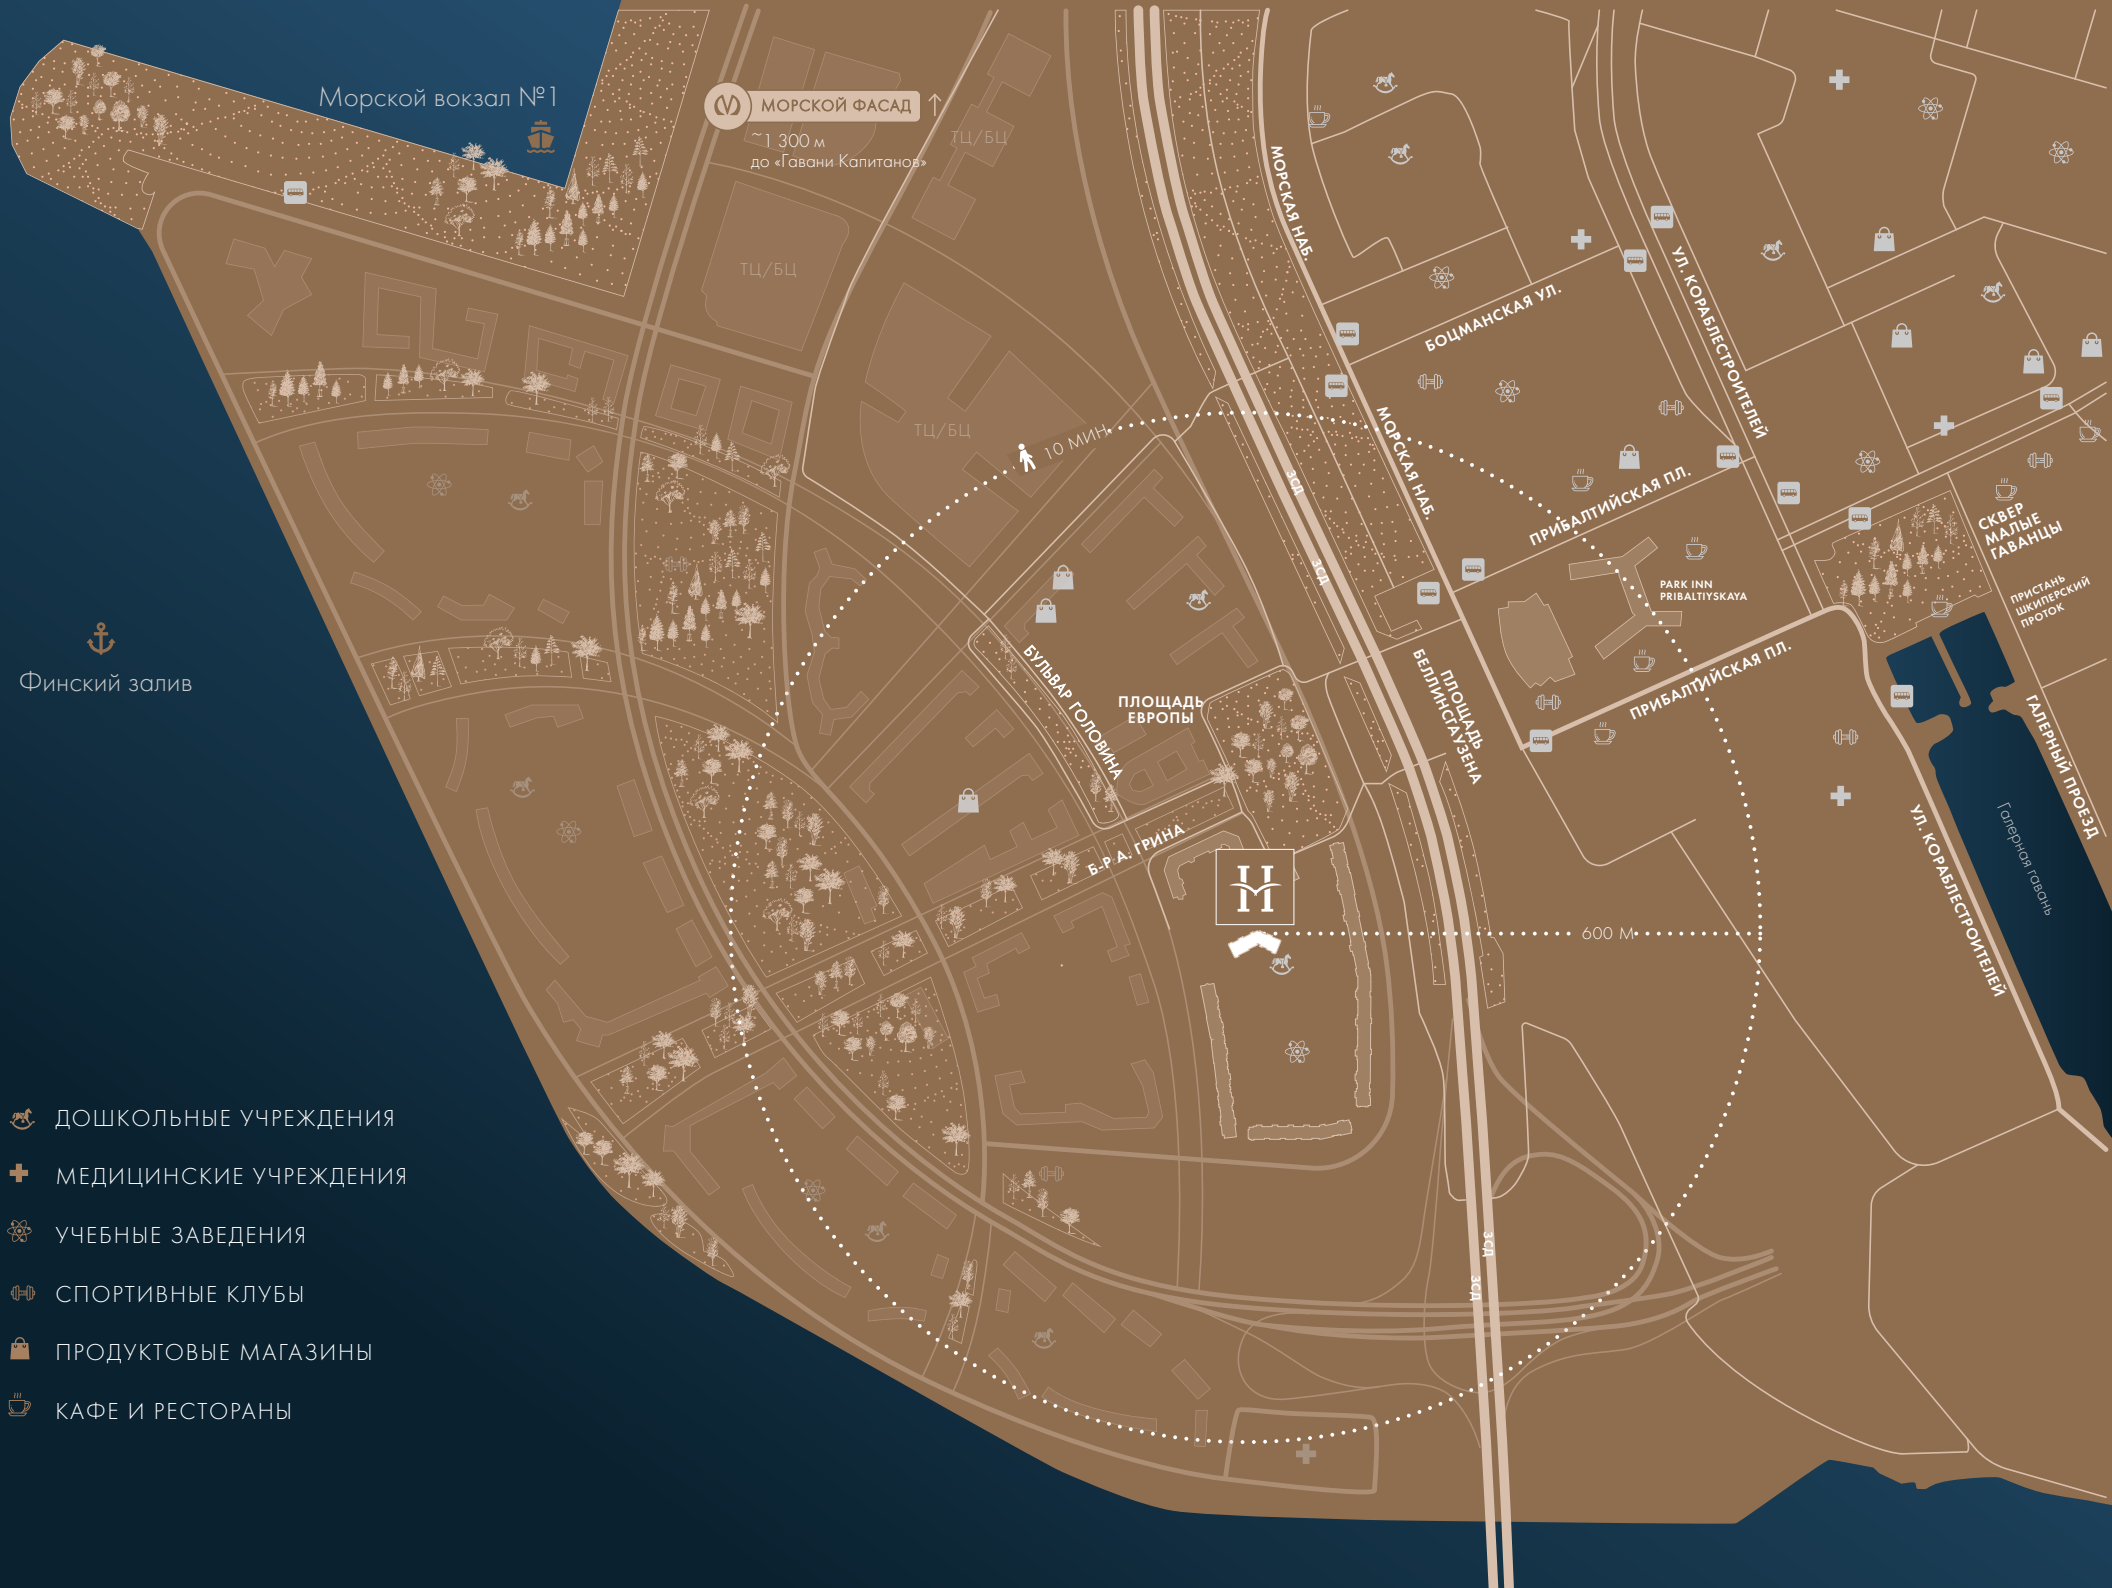 Морской вокзал №1
МОРСКОЙ ФАСАД
~1 300 м
до «Гавани Капитанов»
ТЦ/БЦ
ТЦ/БЦ
ТЦ/БЦ
МОРСКАЯ НАБ.
БОЦМАНСКАЯ УЛ.
УЛ. КОРАБЛЕСТРОИТЕЛЕЙ
10 МИН.
МОРСКАЯ НАБ.
ЗСД
ЗСД
ПРИБАЛТИЙСКАЯ ПЛ.
СКВЕР
МАЛЫЕ
ГАВАНЦЫ
PARK INN
PRIBALTIYSKAYA
ПРИСТАНЬ
ШКИПЕРСКИЙ
ПРОТОК
Финский залив
БУЛЬВАР ГОЛОВИНА
ПЛОЩАДЬ
ЕВРОПЫ
ПЛОЩАДЬ
БЕЛЛИНСГАУЗЕНА
ПРИБАЛТИЙСКАЯ ПЛ.
ГАЛЕРНЫЙ ПРОЕЗД
Галерная гавань
УЛ. КОРАБЛЕСТРОИТЕЛЕЙ
Б-Р А. ГРИНА
600 М
ЗСД
ЗСД
ДОШКОЛЬНЫЕ УЧРЕЖДЕНИЯ
МЕДИЦИНСКИЕ УЧРЕЖДЕНИЯ
УЧЕБНЫЕ ЗАВЕДЕНИЯ
СПОРТИВНЫЕ КЛУБЫ
ПРОДУКТОВЫЕ МАГАЗИНЫ
КАФЕ И РЕСТОРАНЫ